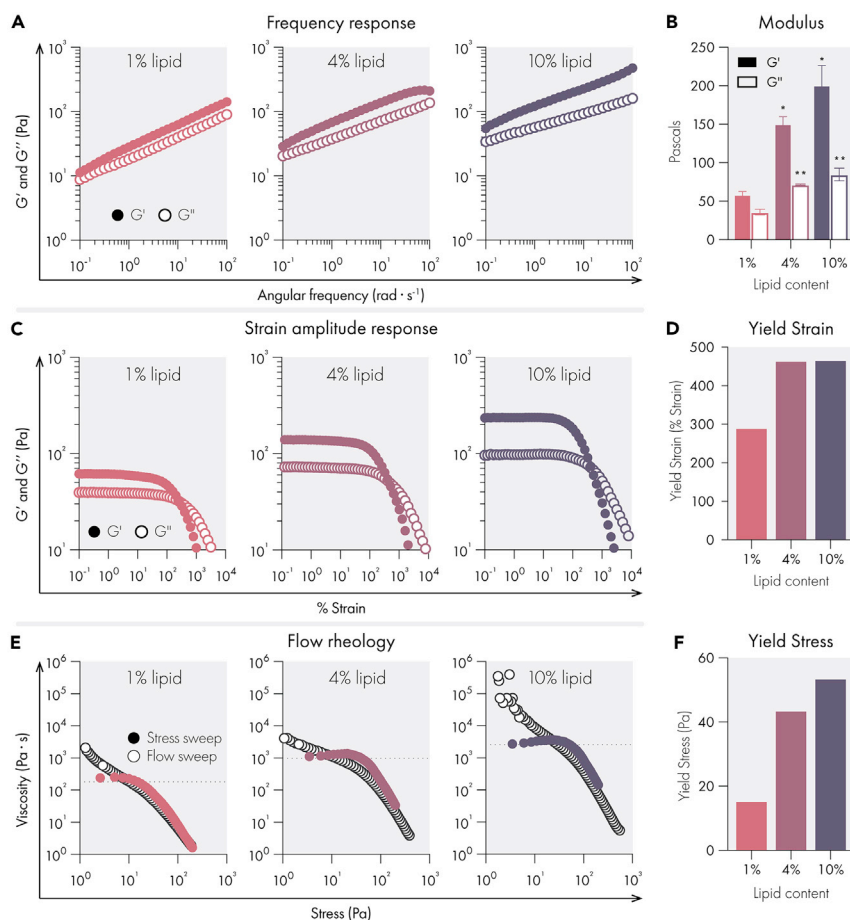 A
Frequency response
G′ and G″ (Pa)
1% lipid
4% lipid
10% lipid
10³
10²
10¹
10⁰
G′
G″
10³
10²
10¹
10⁰
10³
10²
10¹
10⁰
10⁻¹ 10⁰ 10¹ 10²
10⁻¹ 10⁰ 10¹ 10²
10⁻¹ 10⁰ 10¹ 10²
Angular frequency (rad · s⁻¹)
B
Modulus
250
200
150
100
50
0
Pascals
G′
G″
*
**
*
**
1% 4% 10%
Lipid content
C
Strain amplitude response
G′ and G″ (Pa)
1% lipid
4% lipid
10% lipid
10³
10²
10¹
G′
G″
10³
10²
10¹
10³
10²
10¹
10⁻¹ 10⁰ 10¹ 10² 10³ 10⁴
10⁻¹ 10⁰ 10¹ 10² 10³ 10⁴
10⁻¹ 10⁰ 10¹ 10² 10³ 10⁴
% Strain
D
Yield Strain
500
400
300
200
100
0
Yield Strain (% Strain)
1% 4% 10%
Lipid content
E
Flow rheology
Viscosity (Pa · s)
1% lipid
4% lipid
10% lipid
10⁶
10⁵
10⁴
10³
10²
10¹
10⁰
Stress sweep
Flow sweep
10⁶
10⁵
10⁴
10³
10²
10¹
10⁰
10⁶
10⁵
10⁴
10³
10²
10¹
10⁰
10⁰ 10¹ 10² 10³
10⁰ 10¹ 10² 10³
10⁰ 10¹ 10² 10³
Stress (Pa)
F
Yield Stress
60
40
20
0
Yield Stress (Pa)
1% 4% 10%
Lipid content